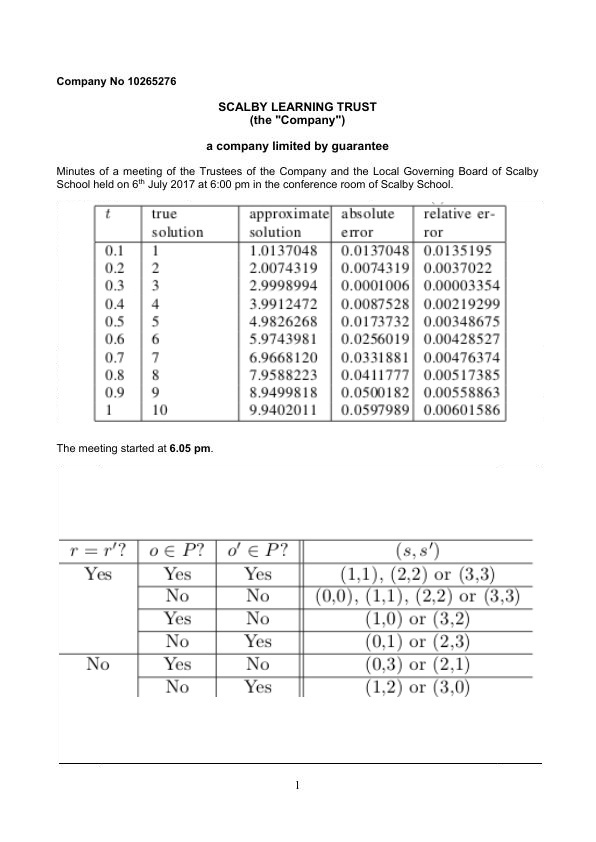 Company No 10265276
SCALBY LEARNING TRUST
(the "Company")
a company limited by guarantee
Minutes of a meeting of the Trustees of the Company and the Local Governing Board of Scalby
School held on 6th July 2017 at 6:00 pm in the conference room of Scalby School.
t true approximate absolute relative er-
solution solution error ror
0.1 1 1.0137048 0.0137048 0.0135195
0.2 2 2.0074319 0.0074319 0.0037022
0.3 3 2.9998994 0.0001006 0.00003354
0.4 4 3.9912472 0.0087528 0.00219299
0.5 5 4.9826268 0.0173732 0.00348675
0.6 6 5.9743981 0.0256019 0.00428527
0.7 7 6.9668120 0.0331881 0.00476374
0.8 8 7.9588223 0.0411777 0.00517385
0.9 9 8.9499818 0.0500182 0.00558863
1 10 9.9402011 0.0597989 0.00601586
The meeting started at 6.05 pm.
r = r′? o ∈ P? o′ ∈ P? (s, s′)
Yes Yes Yes (1,1), (2,2) or (3,3)
No No (0,0), (1,1), (2,2) or (3,3)
Yes No (1,0) or (3,2)
No Yes (0,1) or (2,3)
No Yes No (0,3) or (2,1)
No Yes (1,2) or (3,0)
1